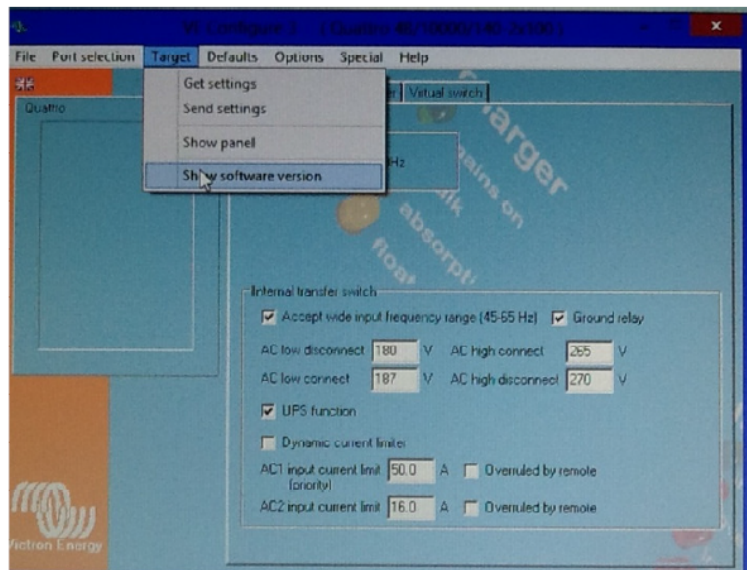 VE Configure 3 : ( Quattro 48/10000/140-2x100 )
x
File Port selection Target Defaults Options Special Help
Get settings
Send settings
Show panel
Show software version
Virtual switch
Quattro
Hz
Charger
mains on
bulk
absorpti
float
Internal transfer switch
Accept wide input frequency range (45-65 Hz) Ground relay
AC low disconnect 180 V AC high connect 265 V
AC low connect 187 V AC high disconnect 270 V
UPS function
Dynamic current limiter
AC1 input current limit 50.0 A Overruled by remote
(priority)
AC2 input current limit 16.0 A Overruled by remote
victron energy